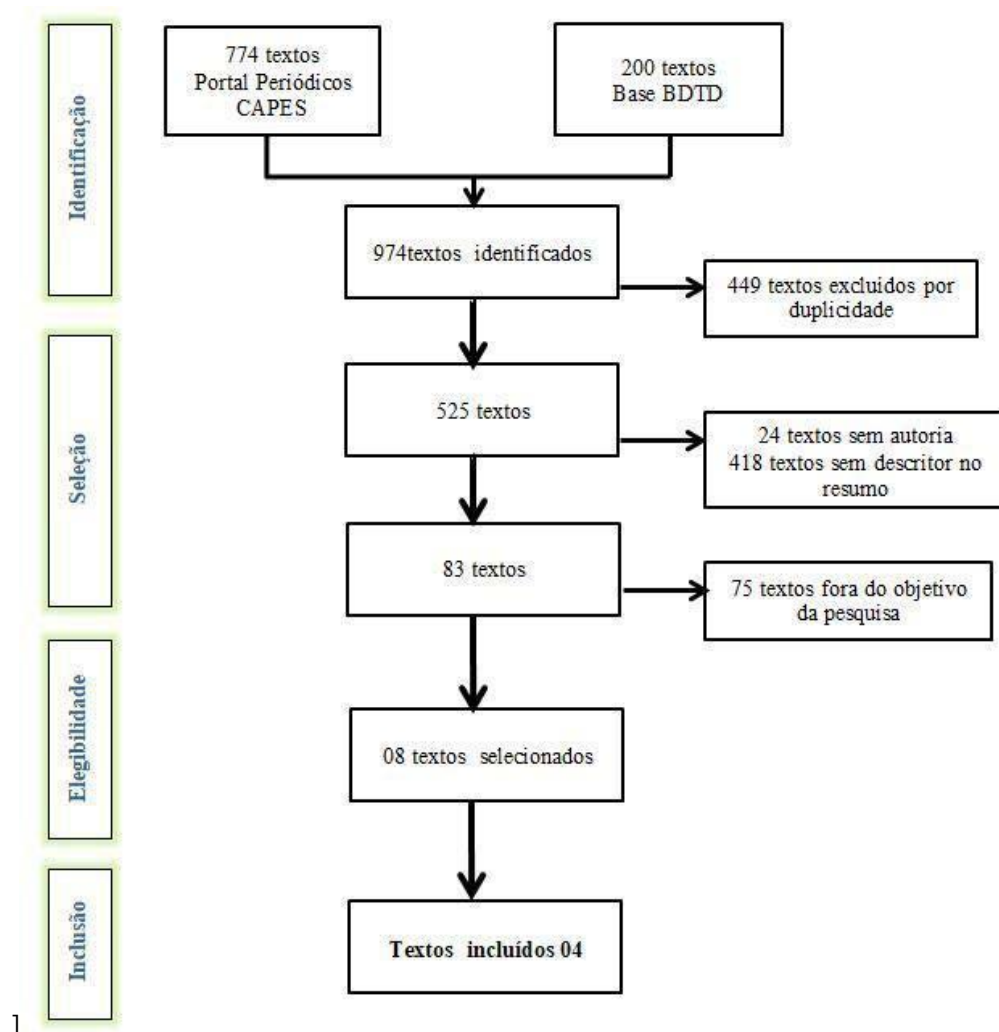 Identificação
774 textos
Portal Periódicos
CAPES
200 textos
Base BDTD
974textos identificados
449 textos excluidos por
duplicidade
Seleção
525 textos
24 textos sem autoria
418 textos sem descritor no
resumo
83 textos
75 textos fora do objetivo
da pesquisa
Elegibilidade
08 textos selecionados
Inclusão
Textos incluídos 04
1